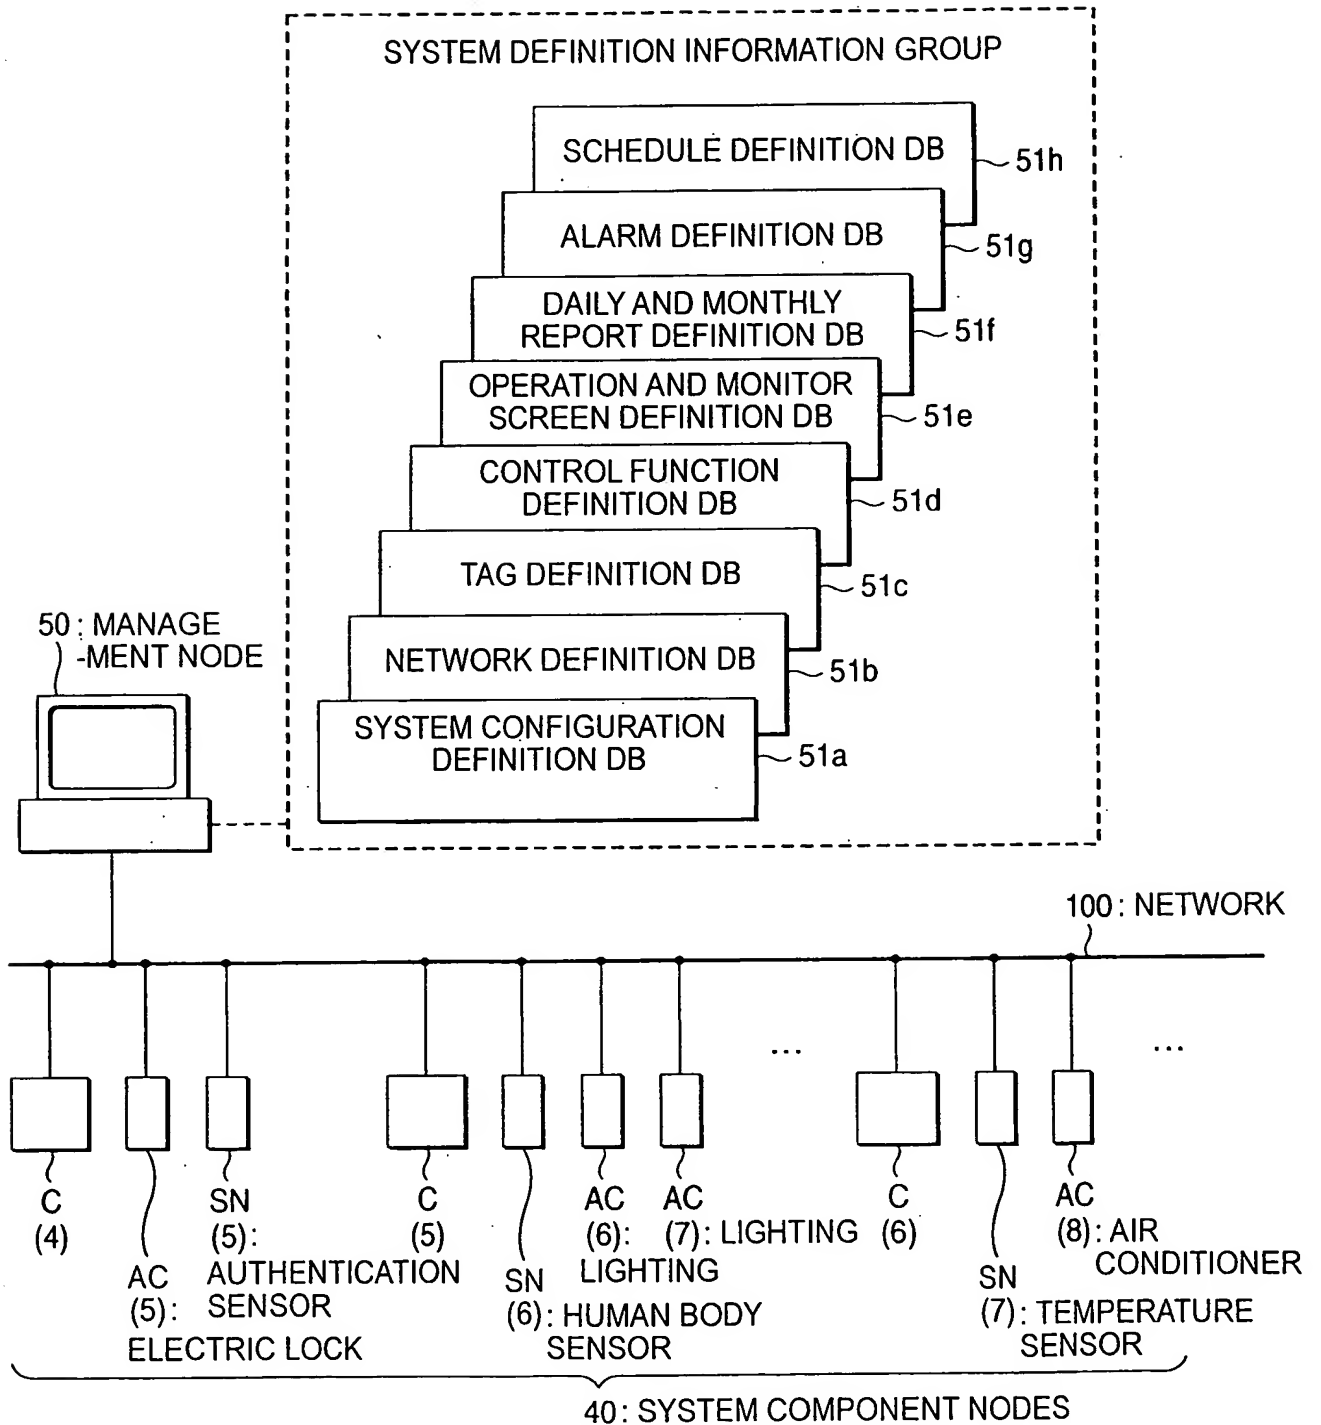 SYSTEM DEFINITION INFORMATION GROUP
SCHEDULE DEFINITION DB
51h
ALARM DEFINITION DB
51g
DAILY AND MONTHLY
REPORT DEFINITION DB
51f
OPERATION AND MONITOR
SCREEN DEFINITION DB
51e
CONTROL FUNCTION
DEFINITION DB
51d
TAG DEFINITION DB
51c
NETWORK DEFINITION DB
51b
SYSTEM CONFIGURATION
DEFINITION DB
51a
50: MANAGE
-MENT NODE
100: NETWORK
...
...
C
(4)
AC
(5):
ELECTRIC LOCK
SN
(5):
AUTHENTICATION
SENSOR
C
(5)
SN
(6): HUMAN BODY
SENSOR
AC
(6):
LIGHTING
AC
(7): LIGHTING
C
(6)
SN
(7): TEMPERATURE
SENSOR
AC
(8): AIR
CONDITIONER
40: SYSTEM COMPONENT NODES